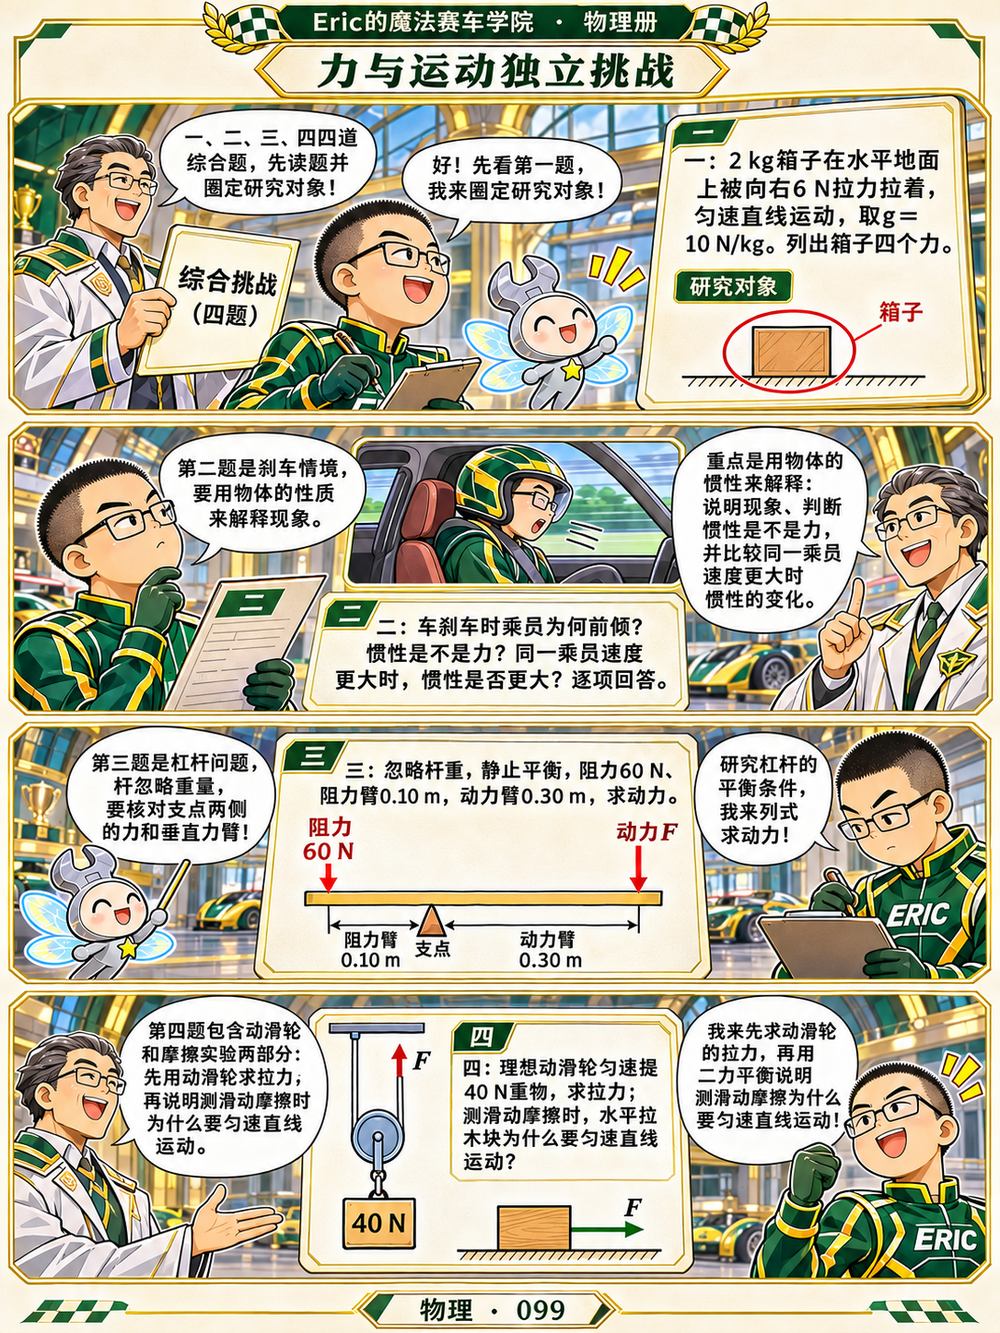 Eric的魔法赛车学院 · 物理册
力与运动独立挑战
一、二、三、四四道
综合题，先读题并
圈定研究对象！
综合挑战
（四题）
好！先看第一题，
我来圈定研究对象！
一
一：2 kg箱子在水平地面
上被向右6 N拉力拉着，
匀速直线运动，取g＝
10 N/kg。列出箱子四个力。
研究对象
箱子
第二题是刹车情境，
要用物体的性质
来解释现象。
二
二
二：车刹车时乘员为何前倾？
惯性是不是力？同一乘员速度
更大时，惯性是否更大？逐项回答。
重点是用物体的
惯性来解释：
说明现象、判断
惯性是不是力，
并比较同一乘员
速度更大时
惯性的变化。
第三题是杠杆问题，
杆忽略重量，
要核对支点两侧
的力和垂直力臂！
三
三：忽略杆重，静止平衡，阻力60 N、
阻力臂0.10 m，动力臂0.30 m，求动力。
阻力
60 N
动力F
阻力臂
0.10 m
支点
动力臂
0.30 m
研究杠杆的
平衡条件，
我来列式
求动力！
ERIC
第四题包含动滑轮
和摩擦实验两部分：
先用动滑轮求拉力，
再说明测滑动摩擦时
为什么要匀速直线
运动。
F
40 N
四
四：理想动滑轮匀速提
40 N重物，求拉力；
测滑动摩擦时，水平拉
木块为什么要匀速直线
运动？
F
我来先求动滑轮
的拉力，再用
二力平衡说明
测滑动摩擦为什么
要匀速直线运动！
ERIC
物理 · 099